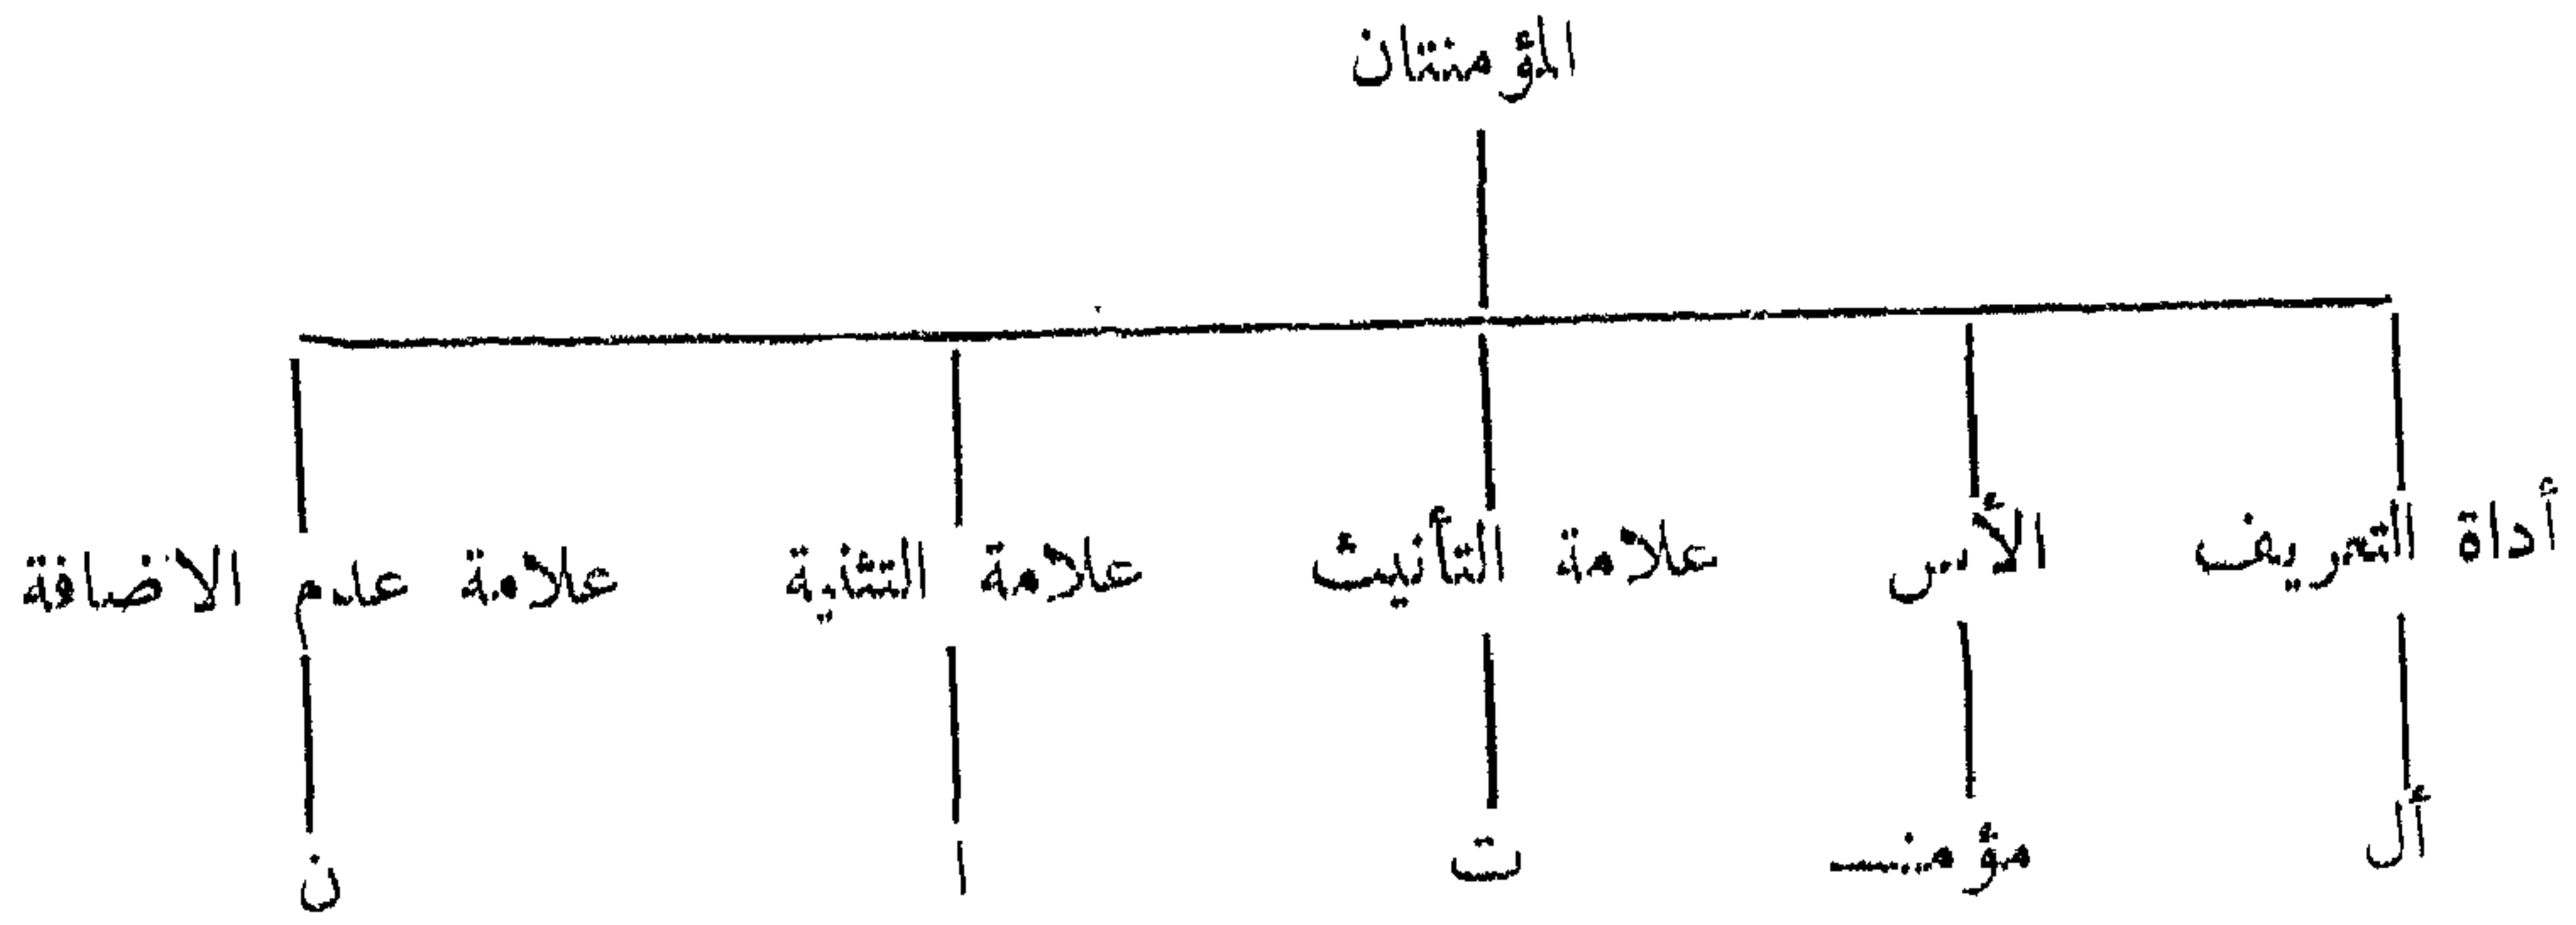 المؤمنتان
أداة التعريف الأس علامة التأنيث علامة التثنية علامة عدم الاضافة
أل مؤمنـ ت ا ن